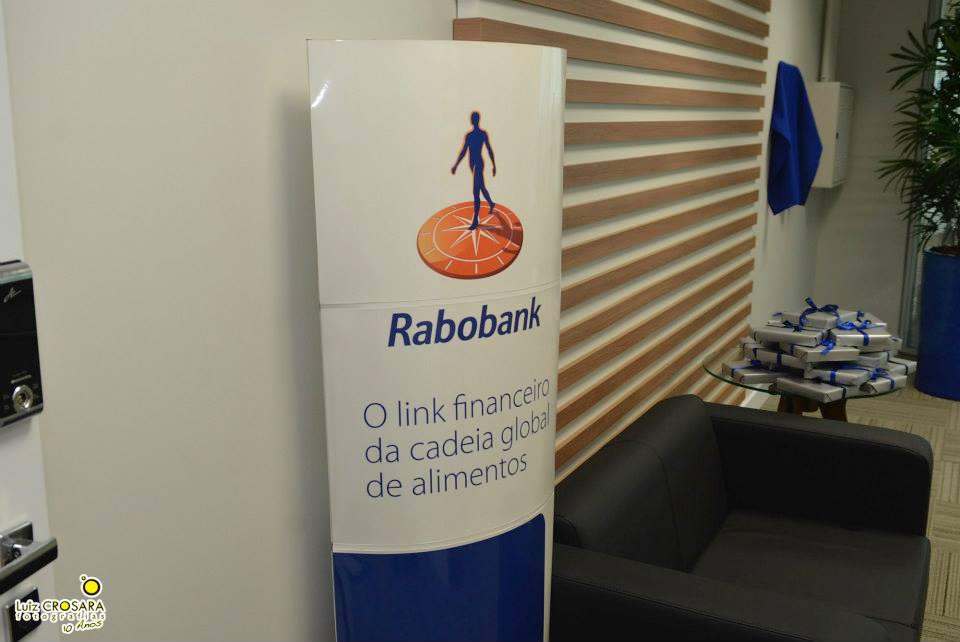 Rabobank
O link financeiro
da cadeia global
de alimentos
Luiz CROSARA
fotografias
10 Anos